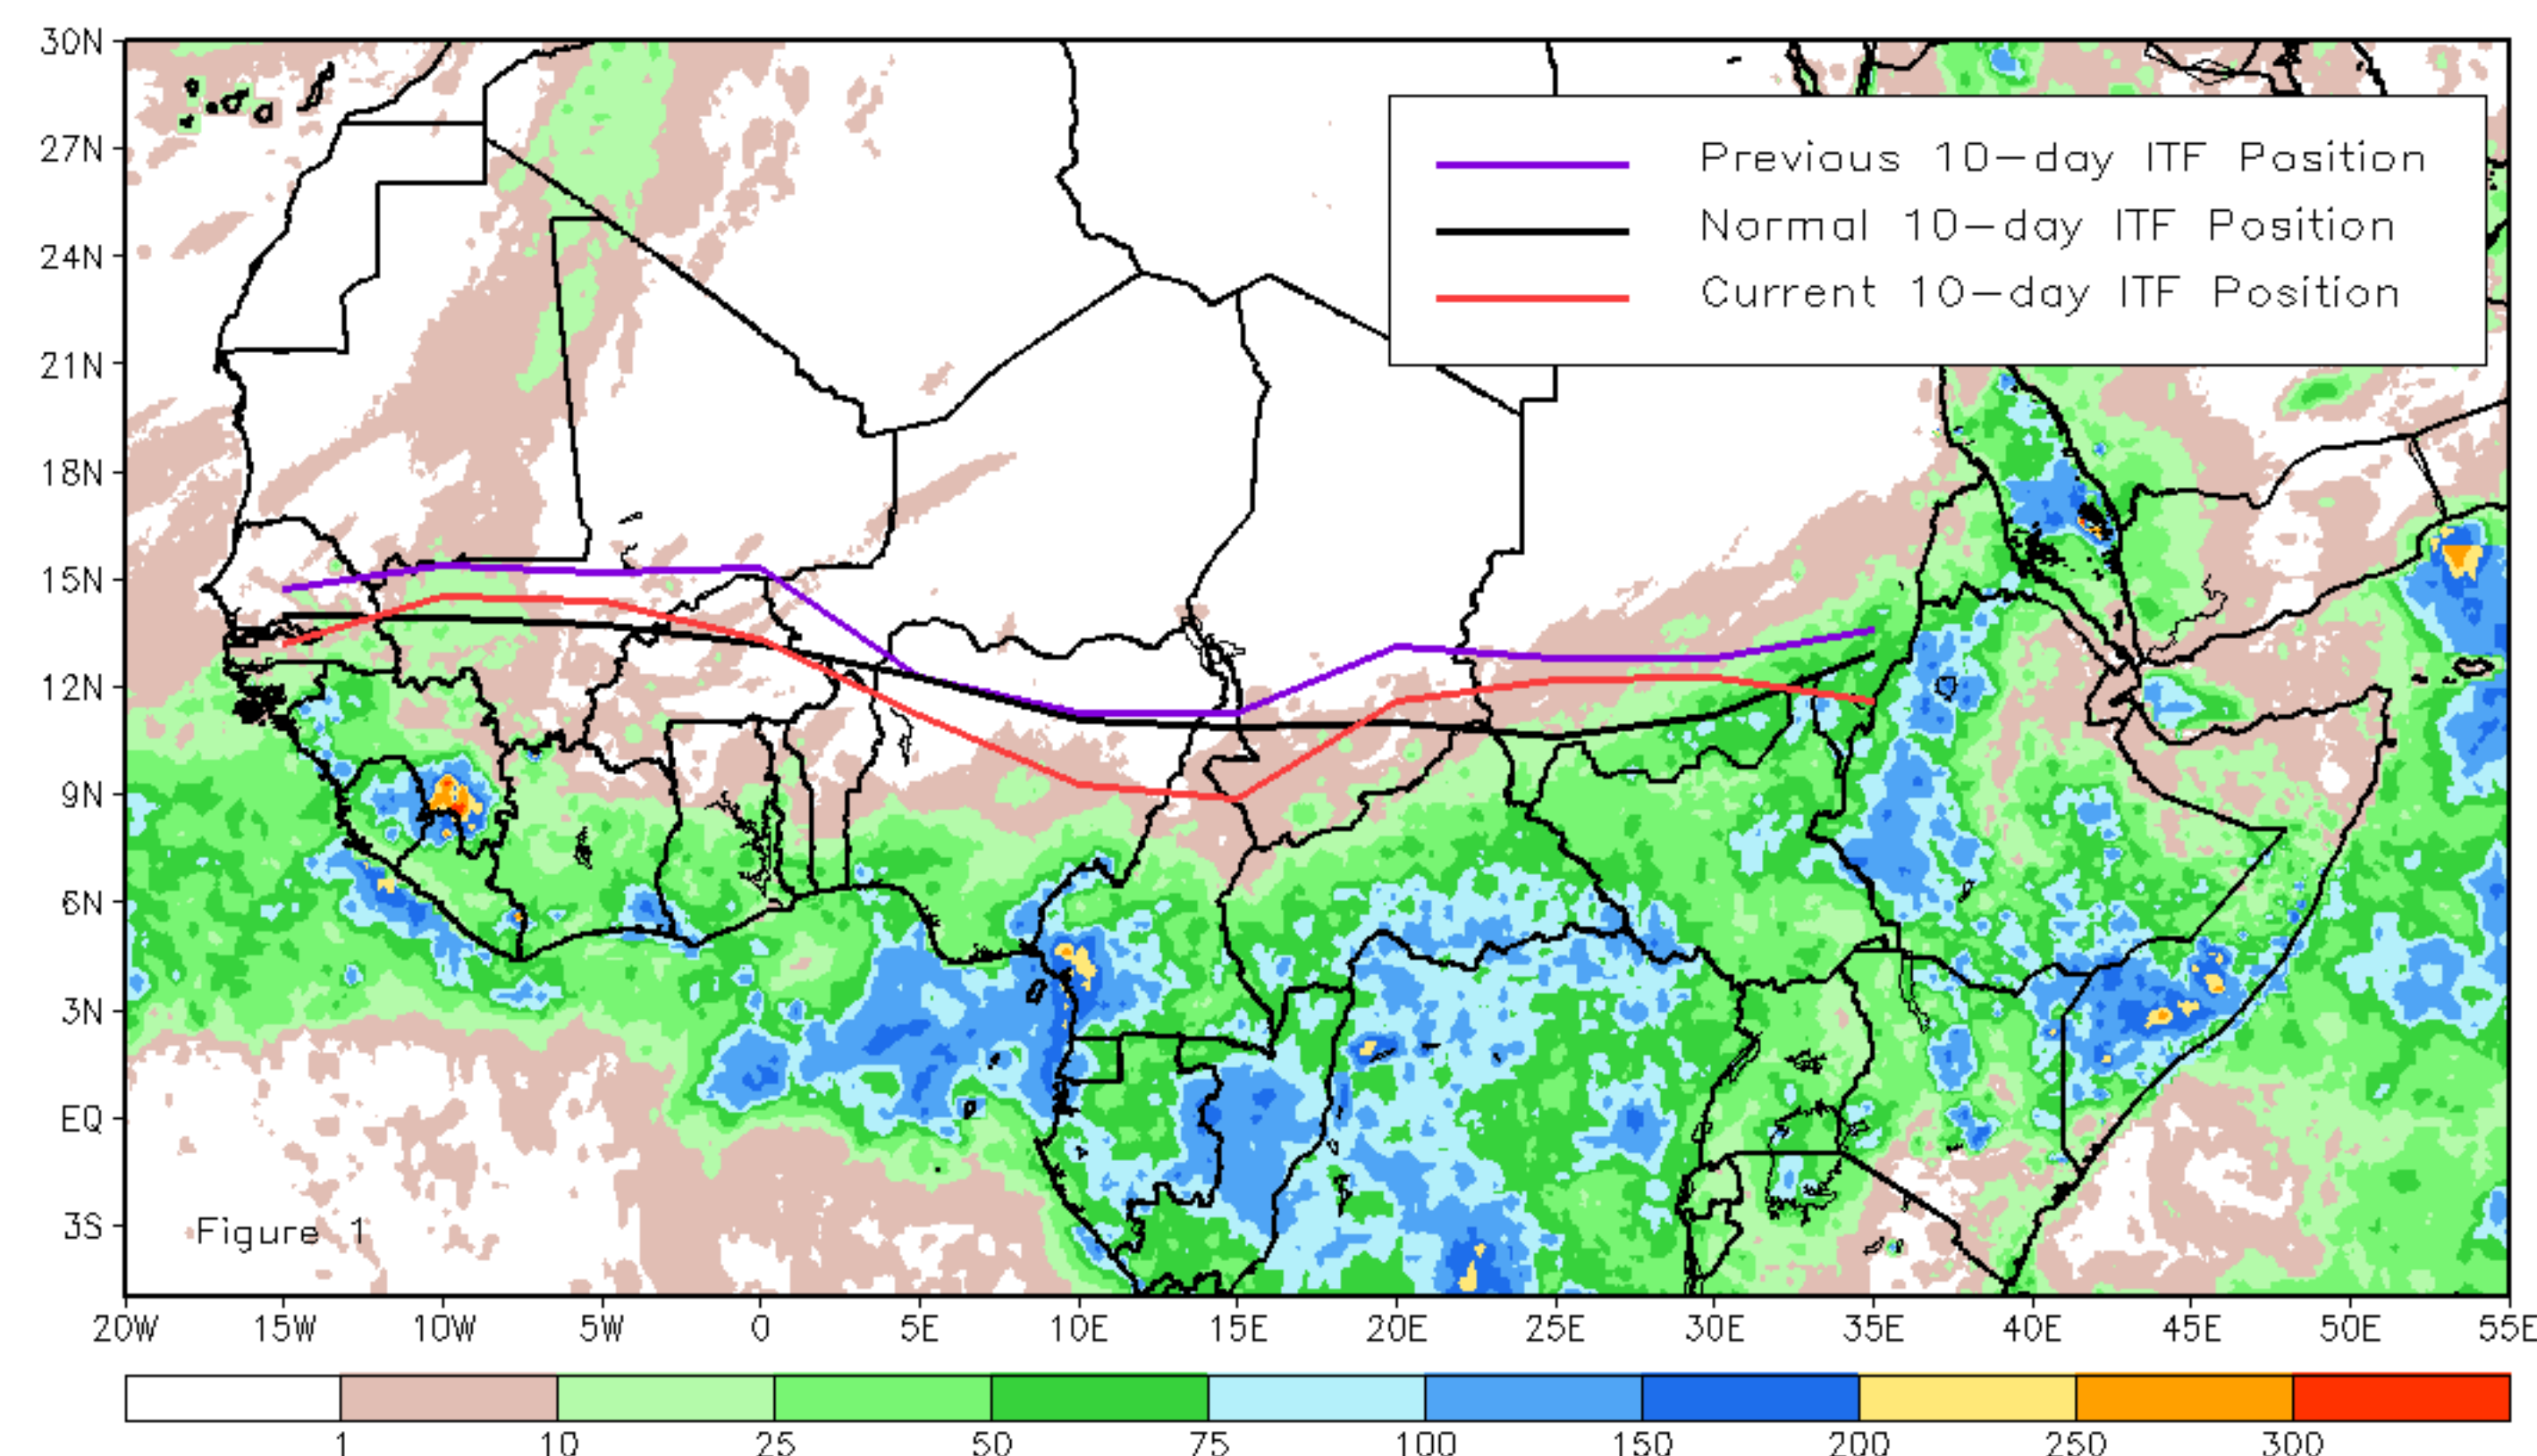 30N
27N
24N
21N
18N
15N
12N
9N
6N
3N
EQ
3S
Previous 10-day ITF Position
Normal 10-day ITF Position
Current 10-day ITF Position
Figure 1
20W 15W 10W 5W 0 5E 10E 15E 20E 25E 30E 35E 40E 45E 50E 55E
1 10 25 50 75 100 150 200 250 300